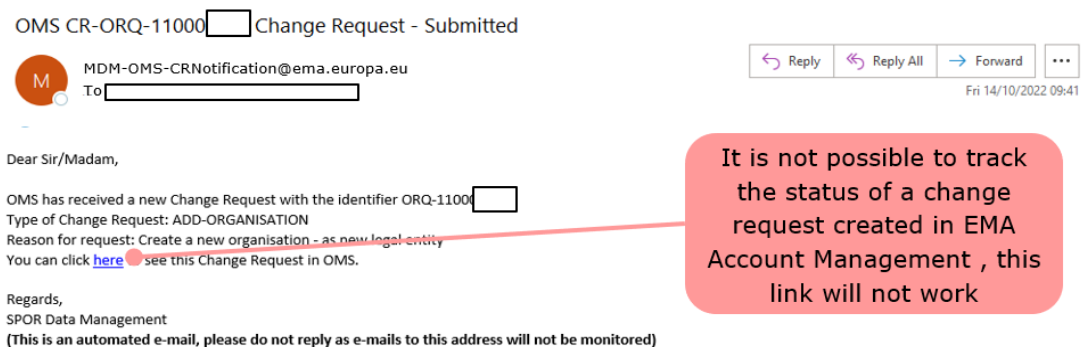 OMS CR-ORQ-11000 Change Request - Submitted
M
MDM-OMS-CRNotification@ema.europa.eu
To
Reply
Reply All
Forward
Fri 14/10/2022 09:41
Dear Sir/Madam,
OMS has received a new Change Request with the identifier ORQ-11000
Type of Change Request: ADD-ORGANISATION
Reason for request: Create a new organisation - as new legal entity
You can click here see this Change Request in OMS.
Regards,
SPOR Data Management
(This is an automated e-mail, please do not reply as e-mails to this address will not be monitored)
It is not possible to track
the status of a change
request created in EMA
Account Management , this
link will not work